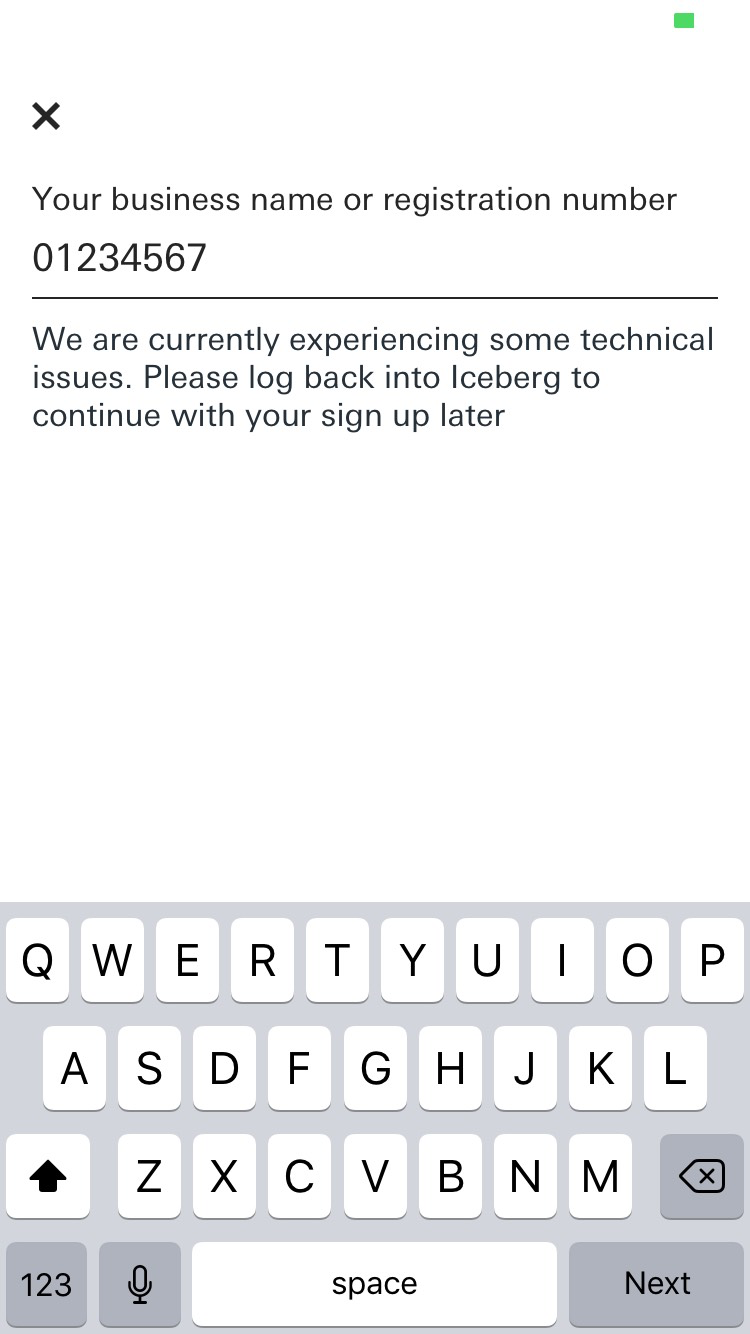 Your business name or registration number
01234567
We are currently experiencing some technical
issues. Please log back into Iceberg to
continue with your sign up later
Q W E R T Y U I O P
A S D F G H J K L
Z X C V B N M
123 space Next